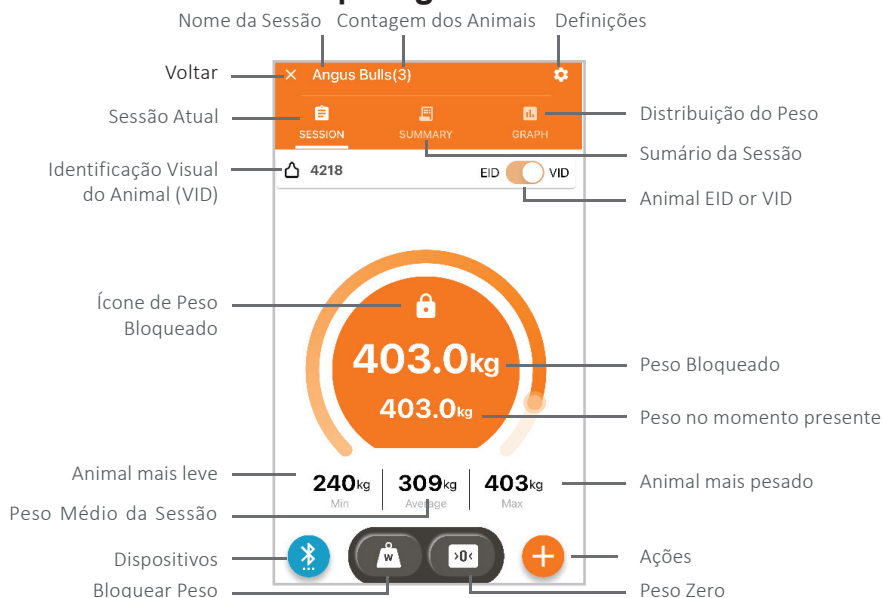 Nome da Sessão Contagem dos Animais Definições
Voltar
Angus Bulls(3)
Sessão Atual
SESSION
SUMMARY
GRAPH
Distribuição do Peso
Sumário da Sessão
Identificação Visual
do Animal (VID)
4218
EID VID
Animal EID or VID
Ícone de Peso
Bloqueado
403.0kg
Peso Bloqueado
403.0kg
Peso no momento presente
Animal mais leve
240kg
Min
309kg
Average
403kg
Max
Animal mais pesado
Peso Médio da Sessão
Dispositivos
W
>0<
Ações
Bloquear Peso
Peso Zero